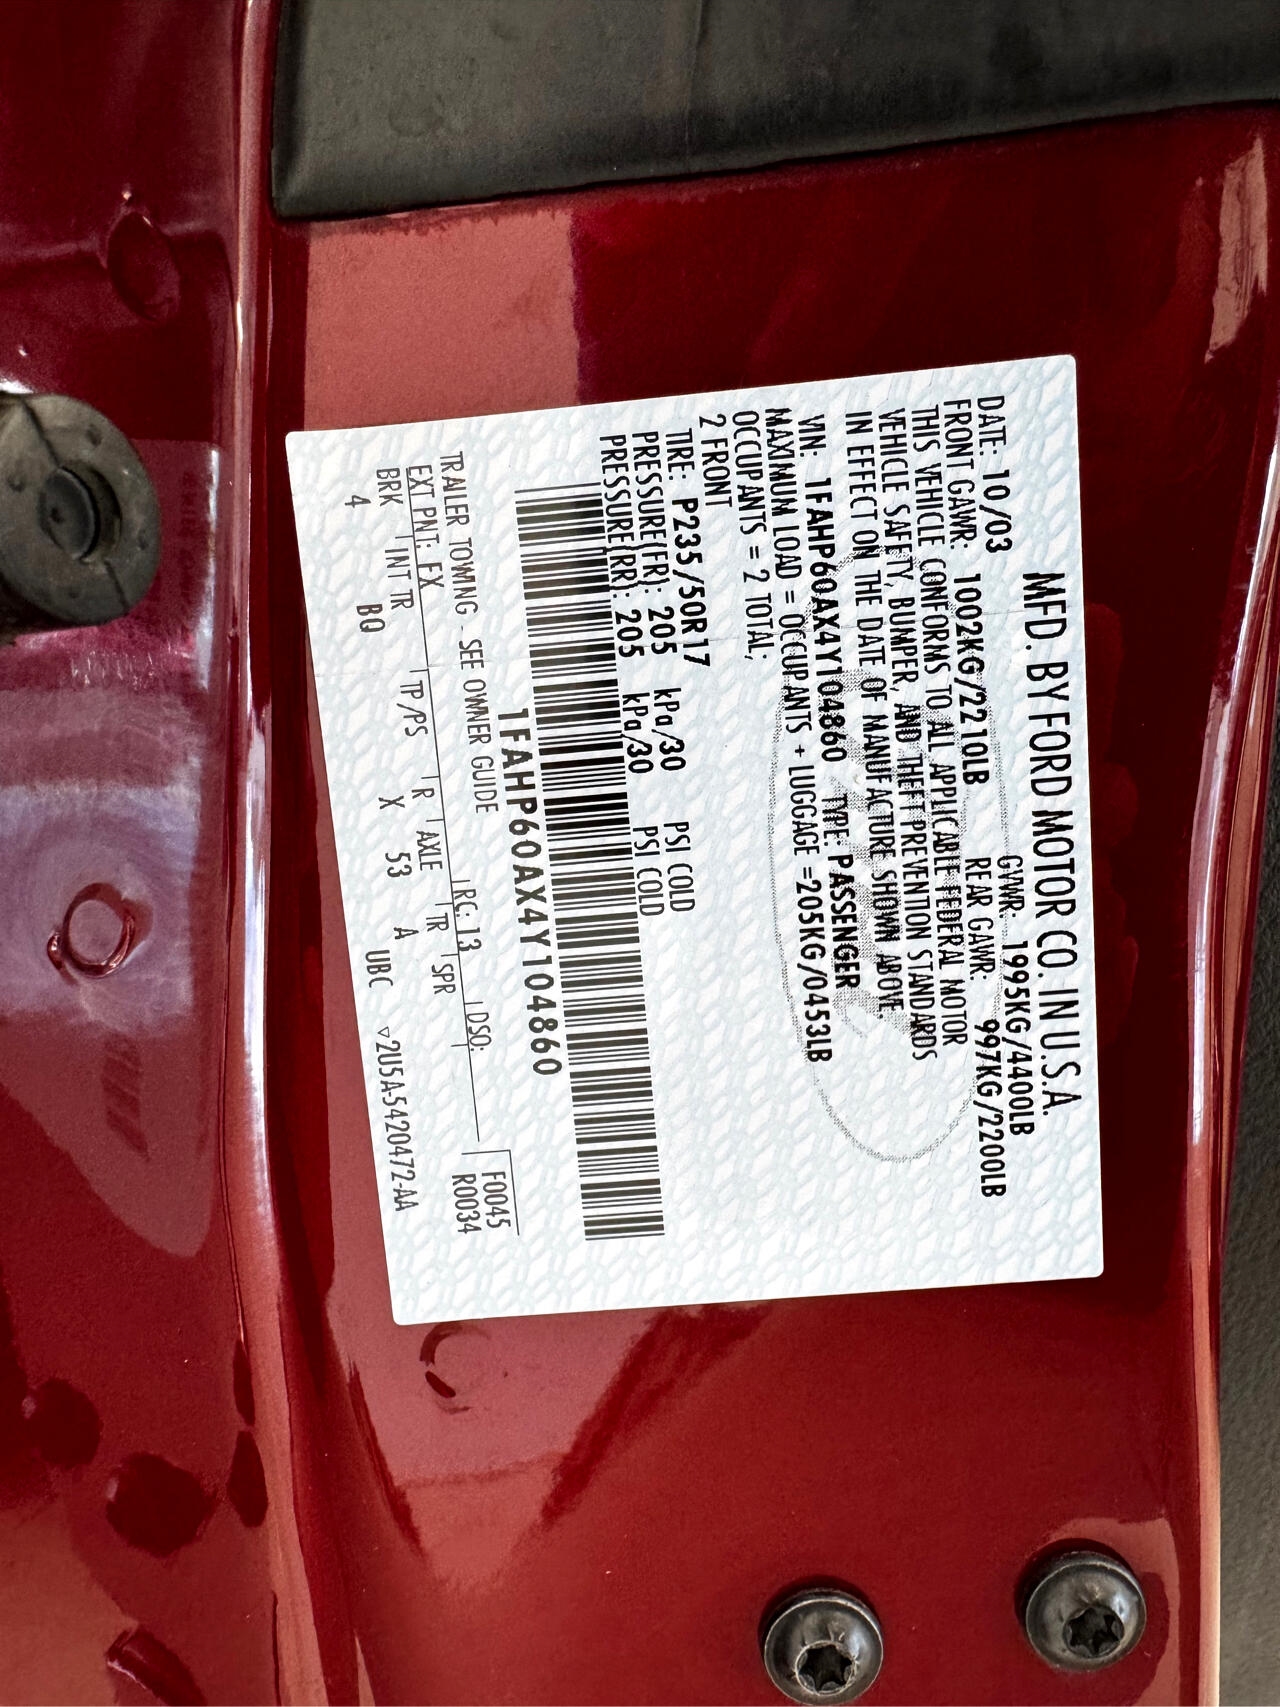 MFD. BY FORD MOTOR CO. IN U.S.A.
DATE: 10/03 GVWR: 1995KG/4400LB
FRONT GAWR: 1002KG/2210LB REAR GAWR: 997KG/2200LB
THIS VEHICLE CONFORMS TO ALL APPLICABLE FEDERAL MOTOR
VEHICLE SAFETY, BUMPER, AND THEFT PREVENTION STANDARDS
IN EFFECT ON THE DATE OF MANUFACTURE SHOWN ABOVE.
VIN: 1FAHP60AX4Y104860 TYPE: PASSENGER
MAXIMUM LOAD = OCCUPANTS + LUGGAGE =205KG/0453LB
OCCUPANTS = 2 TOTAL;
2 FRONT
TIRE: P235/50R17
PRESSURE(FR): 205 kPa/30 PSI COLD
PRESSURE(RR): 205 kPa/30 PSI COLD
1FAHP60AX4Y104860
F0045
R0034
TRAILER TOWING - SEE OWNER GUIDE
EXT PNT: FX RC: 13 DSO:
BRK INT TR TP/PS R AXLE TR SPR
4 BQ X 53 A UBC ▽2U5A-5420472-AA